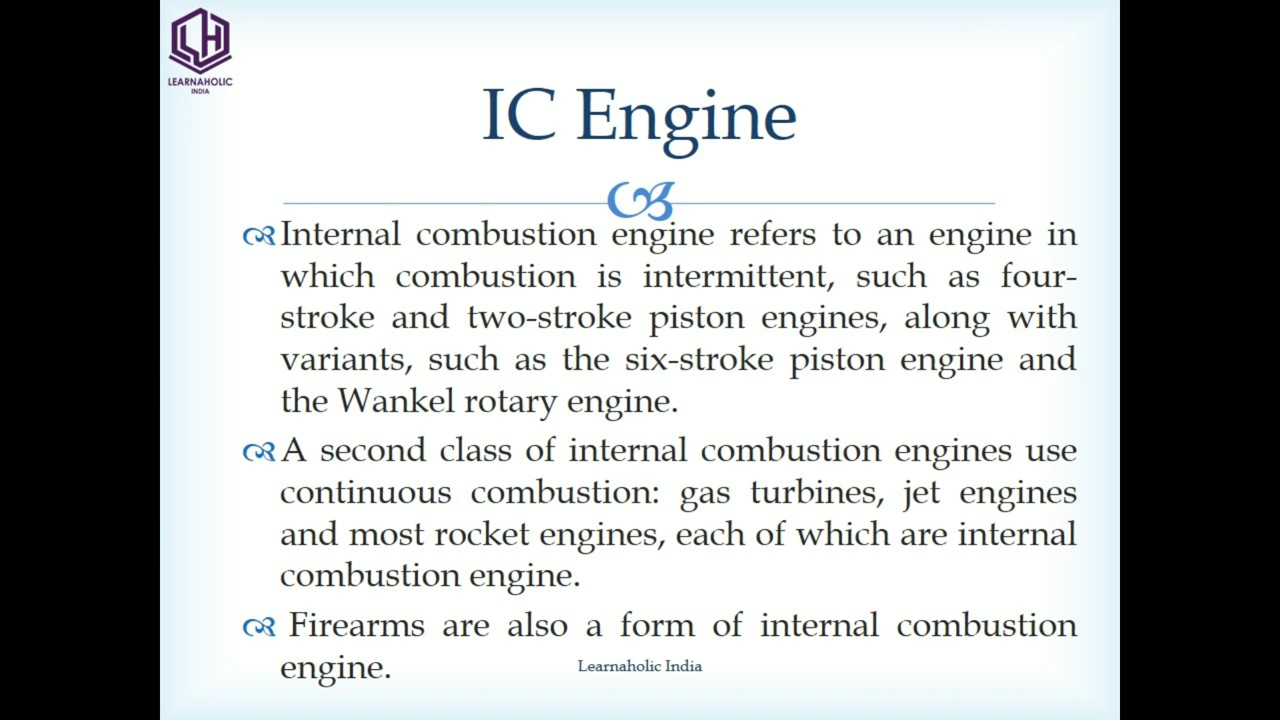 LEARNAHOLIC
INDIA
IC Engine
Internal combustion engine refers to an engine in
which combustion is intermittent, such as four-
stroke and two-stroke piston engines, along with
variants, such as the six-stroke piston engine and
the Wankel rotary engine.
A second class of internal combustion engines use
continuous combustion: gas turbines, jet engines
and most rocket engines, each of which are internal
combustion engine.
Firearms are also a form of internal combustion
engine.
Learnaholic India